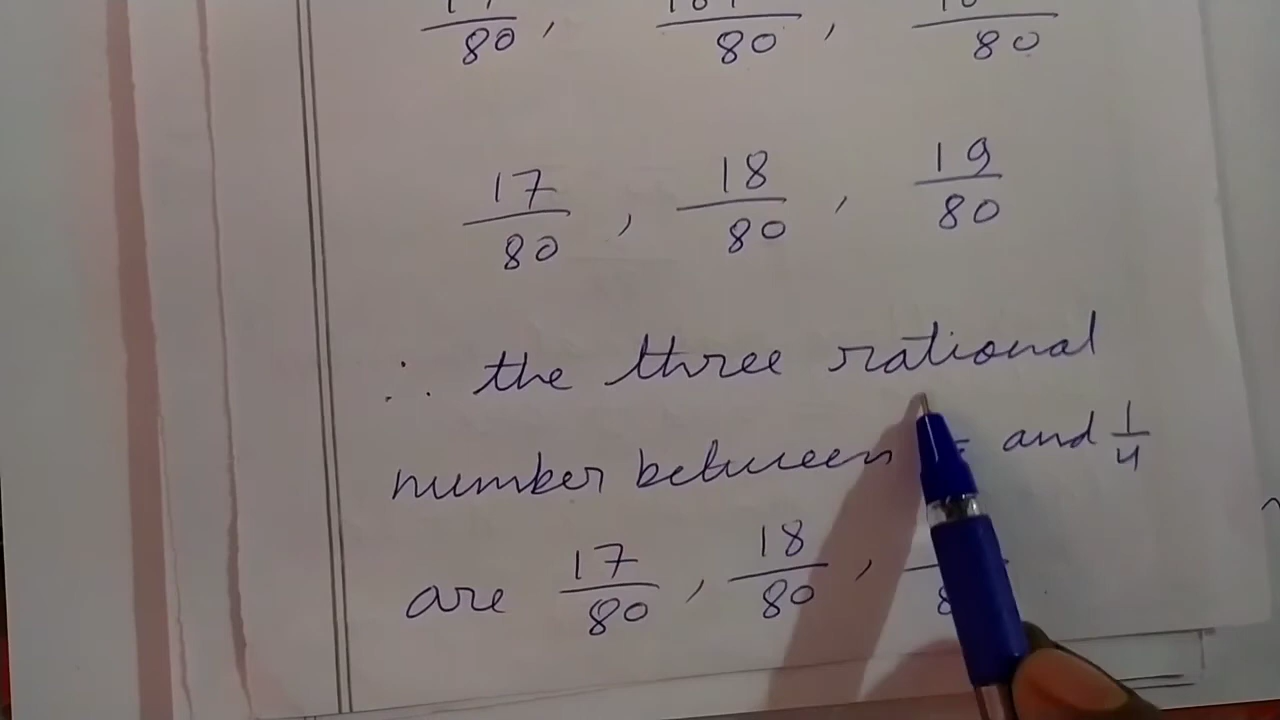 80, 80, 80
17/80, 18/80, 19/80
∴ the three rational
number between and 1/4
are 17/80, 18/80,